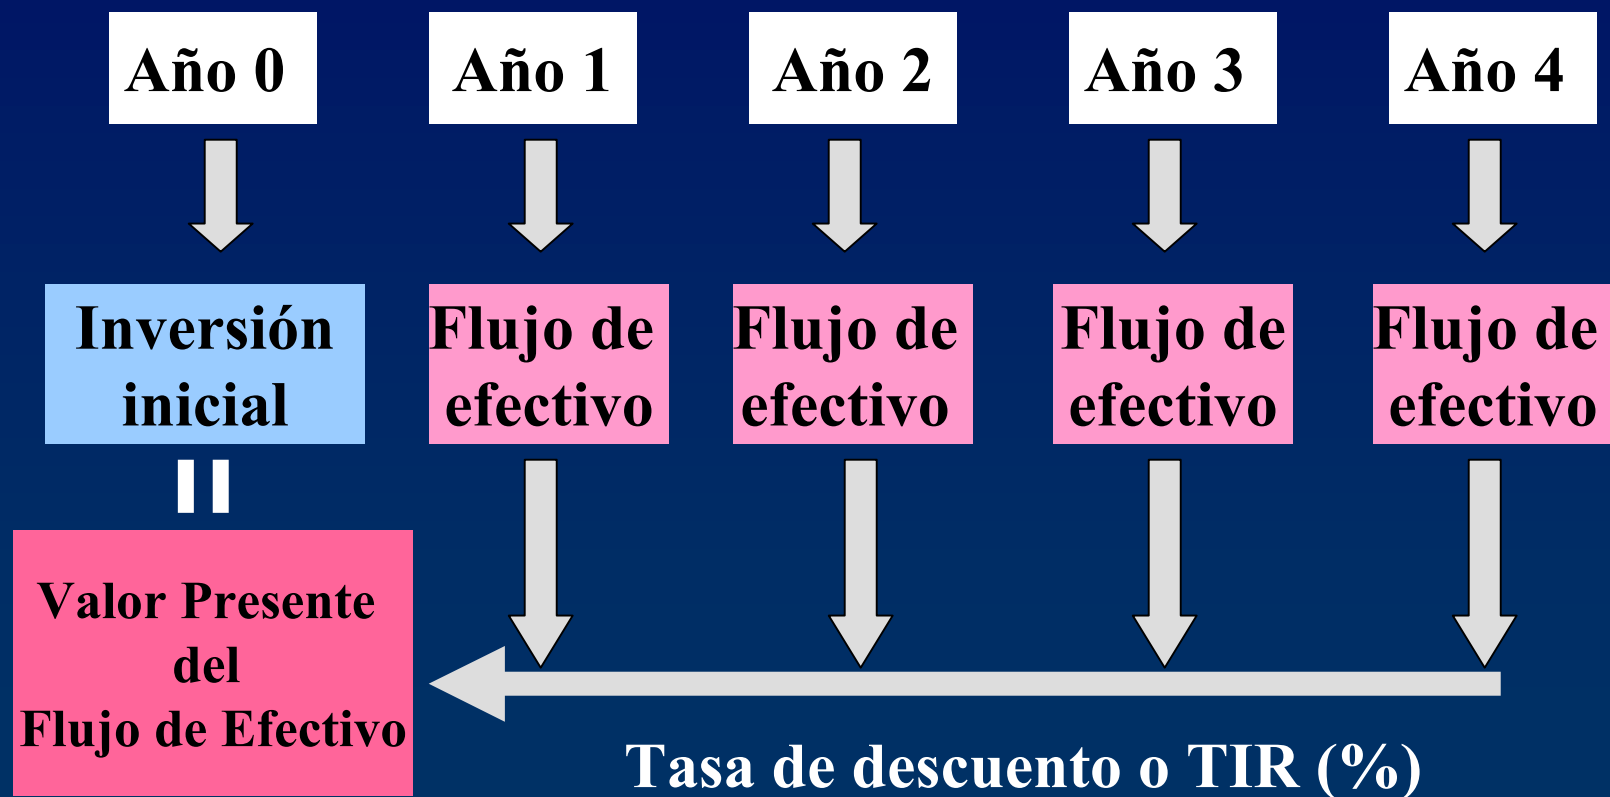 Año 0
Año 1
Año 2
Año 3
Año 4
Inversión
inicial
Flujo de
efectivo
Flujo de
efectivo
Flujo de
efectivo
Flujo de
efectivo
Valor Presente
del
Flujo de Efectivo
Tasa de descuento o TIR (%)